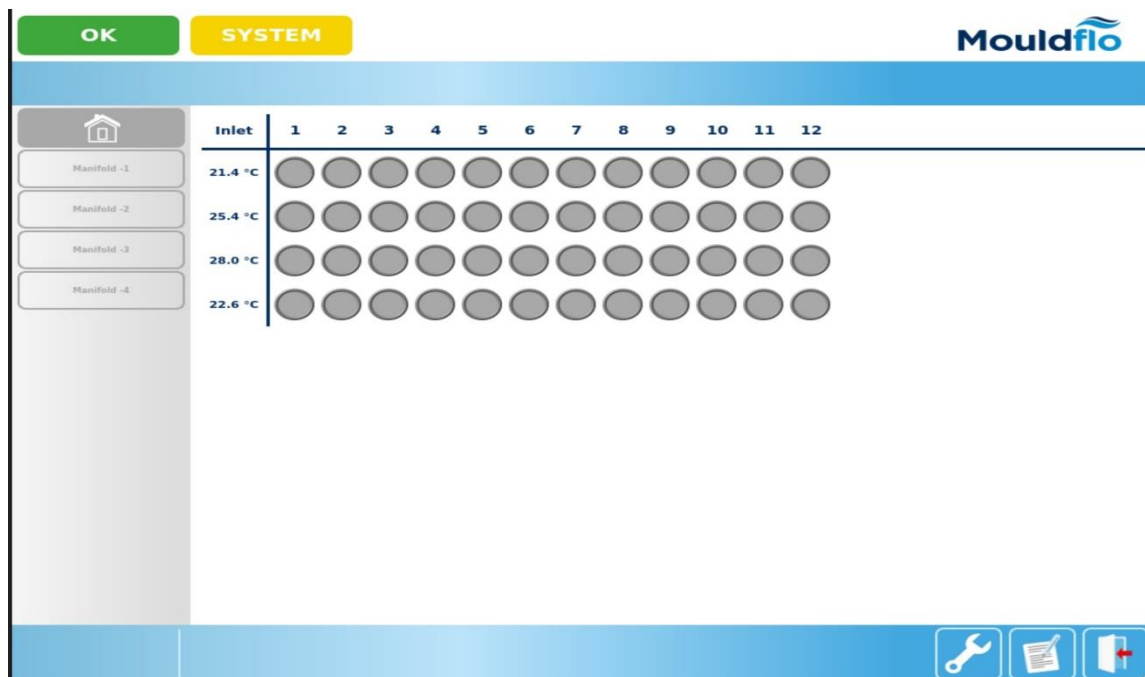 OK SYSTEM Mouldflo
Inlet 1 2 3 4 5 6 7 8 9 10 11 12
Manifold -1
Manifold -2
Manifold -3
Manifold -4
21.4 °C
25.4 °C
28.0 °C
22.6 °C